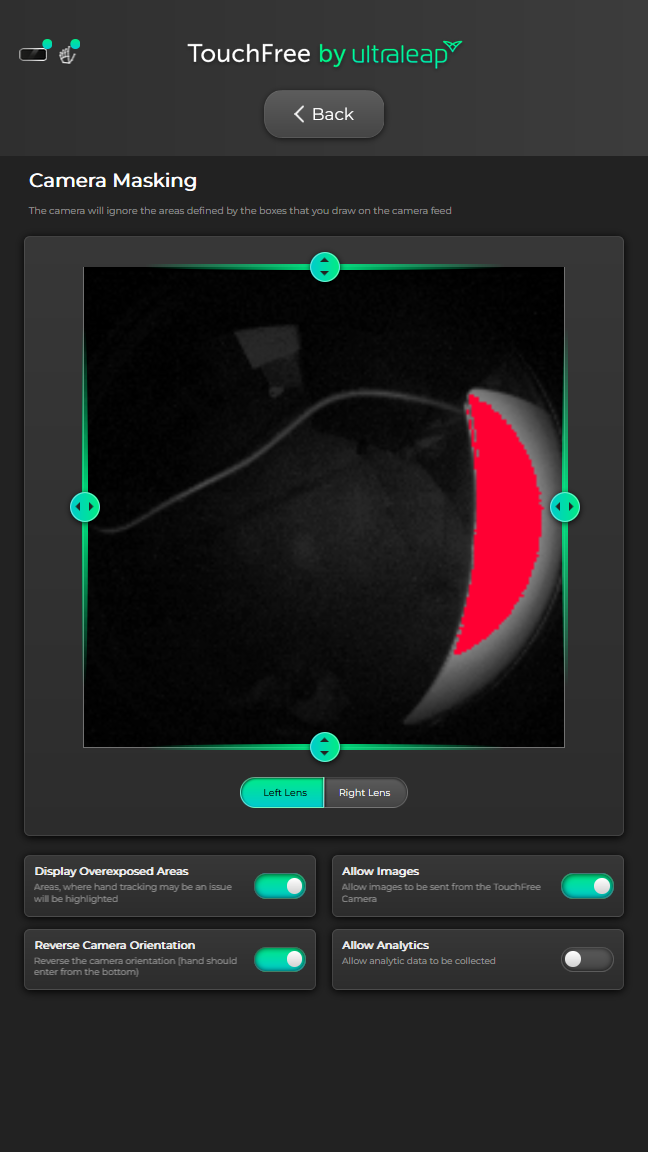 TouchFree by ultraleap
Back
Camera Masking
The camera will ignore the areas defined by the boxes that you draw on the camera feed
Left Lens
Right Lens
Display Overexposed Areas
Areas, where hand tracking may be an issue
will be highlighted
Allow Images
Allow images to be sent from the TouchFree
Camera
Reverse Camera Orientation
Reverse the camera orientation (hand should
enter from the bottom)
Allow Analytics
Allow analytic data to be collected